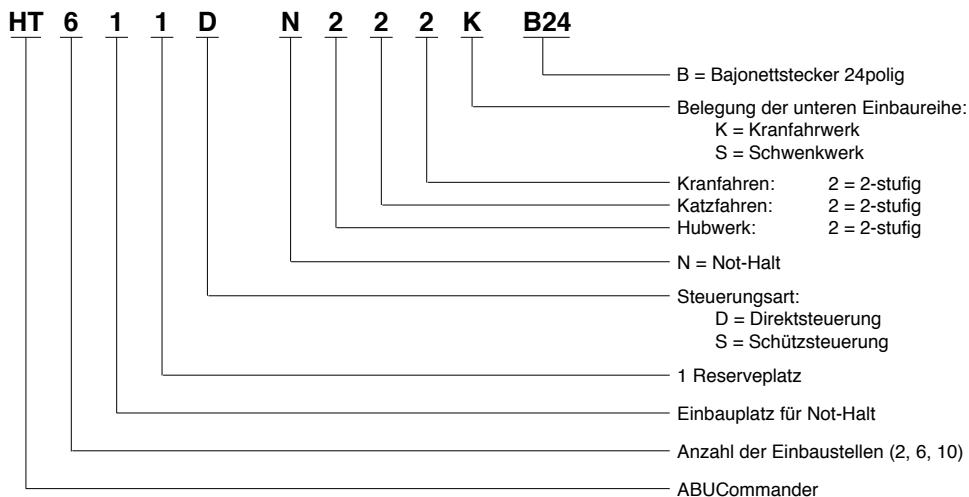 HT 6 1 1 D N 2 2 2 K B24
B = Bajonettstecker 24polig
Belegung der unteren Einbaureihe:
K = Kranfahrwerk
S = Schwenkwerk
Kranfahren: 2 = 2-stufig
Katzfahren: 2 = 2-stufig
Hubwerk: 2 = 2-stufig
N = Not-Halt
Steuerungsart:
D = Direktsteuerung
S = Schützsteuerung
1 Reserveplatz
Einbauplatz für Not-Halt
Anzahl der Einbaustellen (2, 6, 10)
ABUCommander